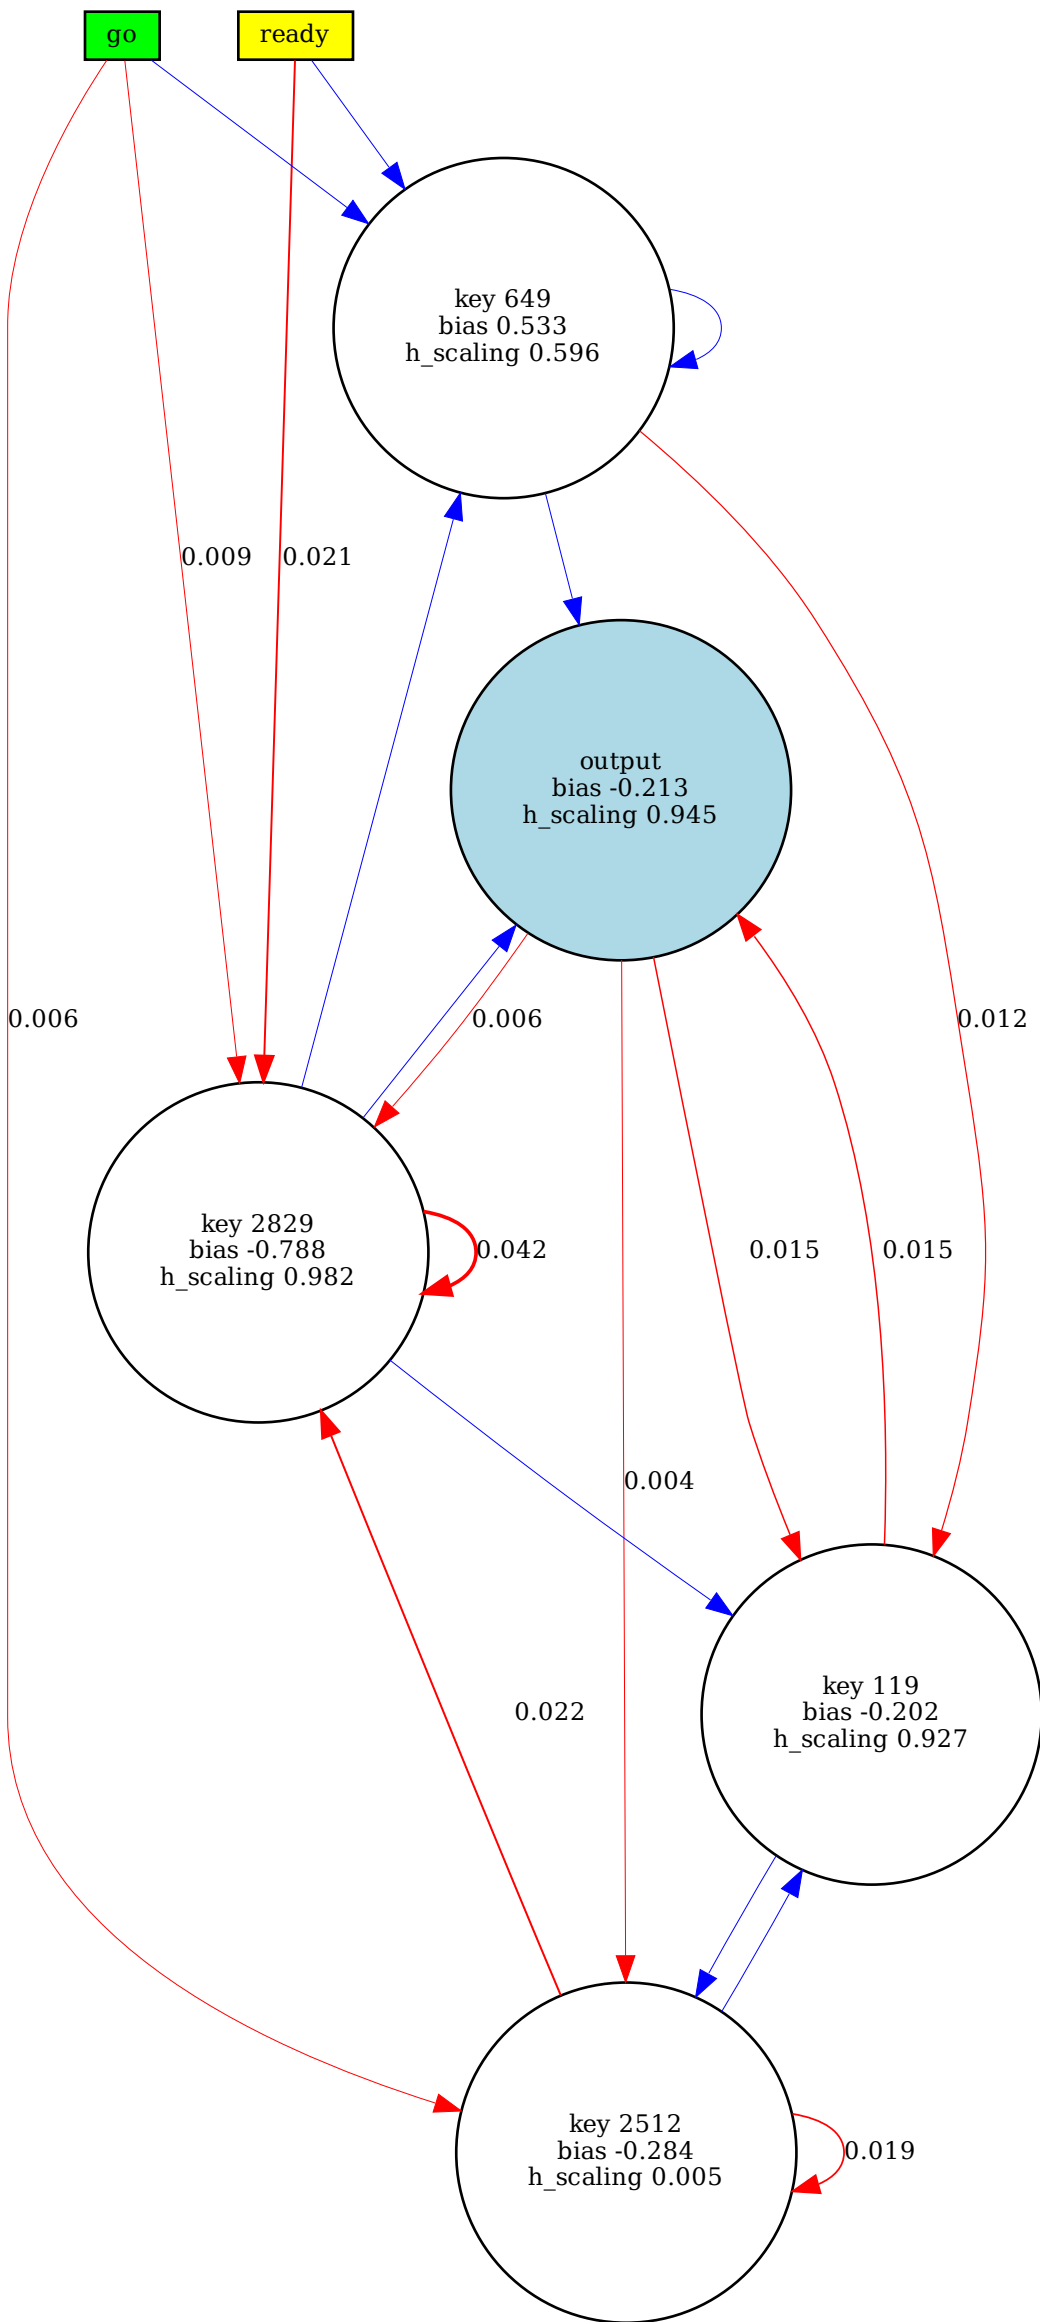 go
ready
key 649
bias 0.533
h_scaling 0.596
0.009
0.021
output
bias -0.213
h_scaling 0.945
0.006
0.006
0.012
key 2829
bias -0.788
h_scaling 0.982
0.042
0.015
0.015
0.004
key 119
bias -0.202
h_scaling 0.927
0.022
key 2512
bias -0.284
h_scaling 0.005
0.019